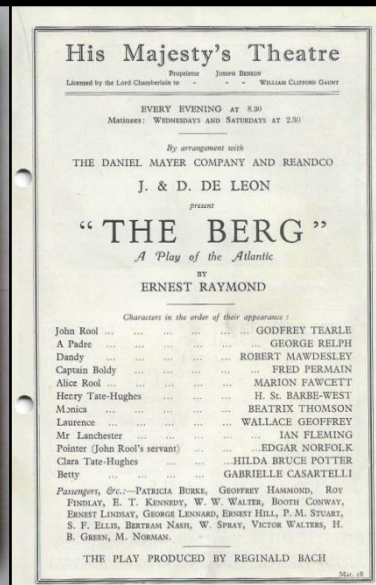 His Majesty's Theatre
Proprietor Joseph Benson
Licensed by the Lord Chamberlain to - - - William Clifford Gaunt
EVERY EVENING AT 8.30
Matinees: Wednesdays and Saturdays at 2.30
By arrangement with
THE DANIEL MAYER COMPANY AND REANDCO
J. & D. DE LEON
present
"THE BERG"
A Play of the Atlantic
BY
ERNEST RAYMOND
Characters in the order of their appearance :
John Rool ... ... ... ... ... ... GODFREY TEARLE
A Padre ... ... ... ... ... ... GEORGE RELPH
Dandy ... ... ... ... ... ROBERT MAWDESLEY
Captain Boldy ... ... ... ... ... FRED PERMAIN
Alice Rool ... ... ... ... ... MARION FAWCETT
Henry Tate-Hughes ... ... ... H. St. BARBE-WEST
Monica ... ... ... ... ... BEATRIX THOMSON
Laurence ... ... ... ... ... WALLACE GEOFFREY
Mr Lanchester ... ... ... ... ... IAN FLEMING
Pointer (John Rool's servant) ... ... ...EDGAR NORFOLK
Clara Tate-Hughes ... ... ...HILDA BRUCE POTTER
Betty ... ... ... ... GABRIELLE CASARTELLI
Passengers, &c.:—Patricia Burke, Geoffrey Hammond, Roy
Findlay, E. T. Kennedy, W. W. Walter, Booth Conway,
Ernest Lindsay, George Lennard, Ernest Hill, P. M. Stuart,
S. F. Ellis, Bertram Nash, W. Spray, Victor Walters, H.
B. Green, M. Norman.
THE PLAY PRODUCED BY REGINALD BACH
Mar. 18